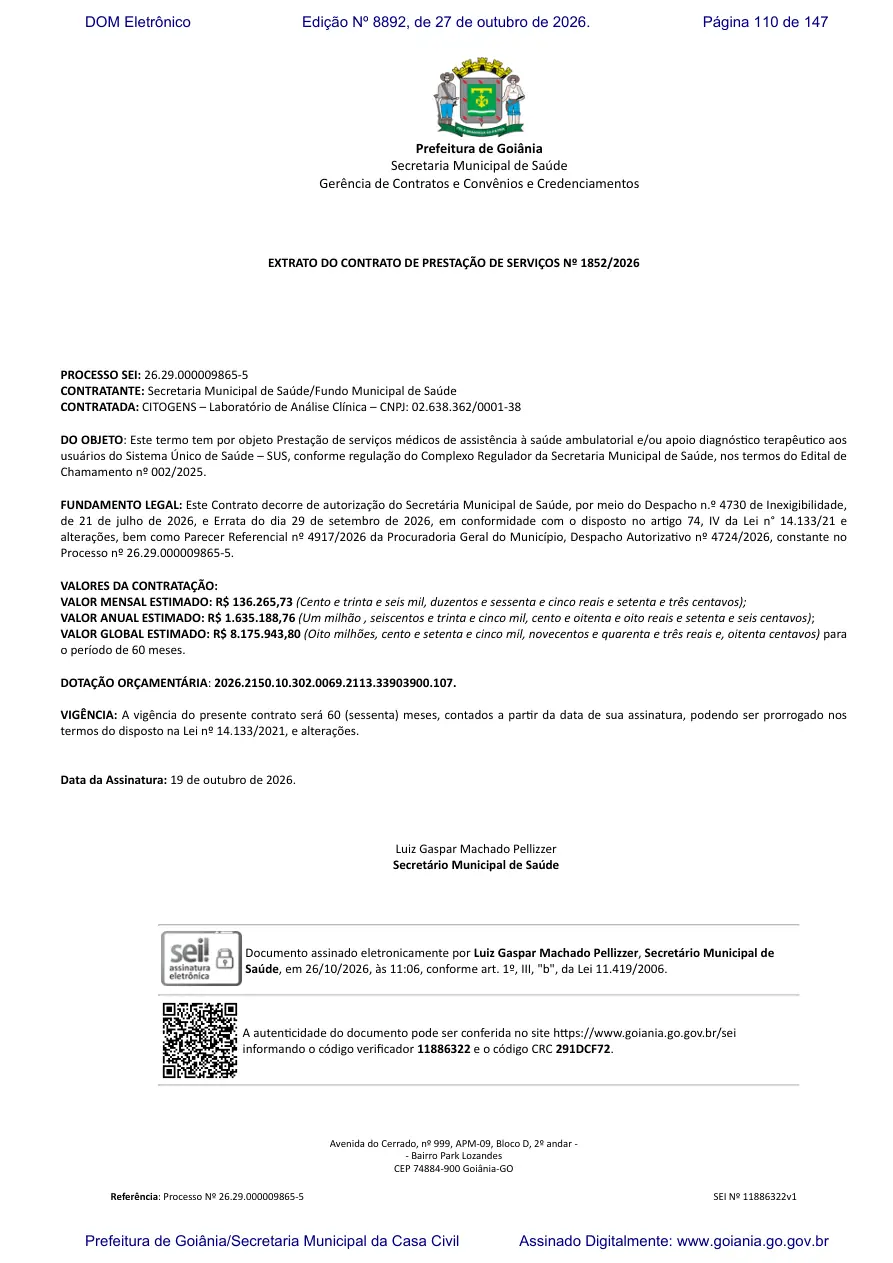 DOM Eletrônico Edição Nº 8892, de 27 de outubro de 2026. Página 110 de 147
Prefeitura de Goiânia
Secretaria Municipal de Saúde
Gerência de Contratos e Convênios e Credenciamentos
EXTRATO DO CONTRATO DE PRESTAÇÃO DE SERVIÇOS Nº 1852/2026
PROCESSO SEI: 26.29.000009865-5
CONTRATANTE: Secretaria Municipal de Saúde/Fundo Municipal de Saúde
CONTRATADA: CITOGENS – Laboratório de Análise Clínica – CNPJ: 02.638.362/0001-38
DO OBJETO: Este termo tem por objeto Prestação de serviços médicos de assistência à saúde ambulatorial e/ou apoio diagnóstico terapêutico aos
usuários do Sistema Único de Saúde – SUS, conforme regulação do Complexo Regulador da Secretaria Municipal de Saúde, nos termos do Edital de
Chamamento nº 002/2025.
FUNDAMENTO LEGAL: Este Contrato decorre de autorização do Secretária Municipal de Saúde, por meio do Despacho n.º 4730 de Inexigibilidade,
de 21 de julho de 2026, e Errata do dia 29 de setembro de 2026, em conformidade com o disposto no artigo 74, IV da Lei n° 14.133/21 e
alterações, bem como Parecer Referencial nº 4917/2026 da Procuradoria Geral do Município, Despacho Autorizativo nº 4724/2026, constante no
Processo nº 26.29.000009865-5.
VALORES DA CONTRATAÇÃO:
VALOR MENSAL ESTIMADO: R$ 136.265,73 (Cento e trinta e seis mil, duzentos e sessenta e cinco reais e setenta e três centavos);
VALOR ANUAL ESTIMADO: R$ 1.635.188,76 (Um milhão , seiscentos e trinta e cinco mil, cento e oitenta e oito reais e setenta e seis centavos);
VALOR GLOBAL ESTIMADO: R$ 8.175.943,80 (Oito milhões, cento e setenta e cinco mil, novecentos e quarenta e três reais e, oitenta centavos) para
o período de 60 meses.
DOTAÇÃO ORÇAMENTÁRIA: 2026.2150.10.302.0069.2113.33903900.107.
VIGÊNCIA: A vigência do presente contrato será 60 (sessenta) meses, contados a partir da data de sua assinatura, podendo ser prorrogado nos
termos do disposto na Lei nº 14.133/2021, e alterações.
Data da Assinatura: 19 de outubro de 2026.
Luiz Gaspar Machado Pellizzer
Secretário Municipal de Saúde
sei!
assinatura
eletrônica
Documento assinado eletronicamente por Luiz Gaspar Machado Pellizzer, Secretário Municipal de
Saúde, em 26/10/2026, às 11:06, conforme art. 1º, III, "b", da Lei 11.419/2006.
A autenticidade do documento pode ser conferida no site https://www.goiania.go.gov.br/sei
informando o código verificador 11886322 e o código CRC 291DCF72.
Avenida do Cerrado, nº 999, APM-09, Bloco D, 2º andar -
- Bairro Park Lozandes
CEP 74884-900 Goiânia-GO
Referência: Processo Nº 26.29.000009865-5 SEI Nº 11886322v1
Prefeitura de Goiânia/Secretaria Municipal da Casa Civil Assinado Digitalmente: www.goiania.go.gov.br